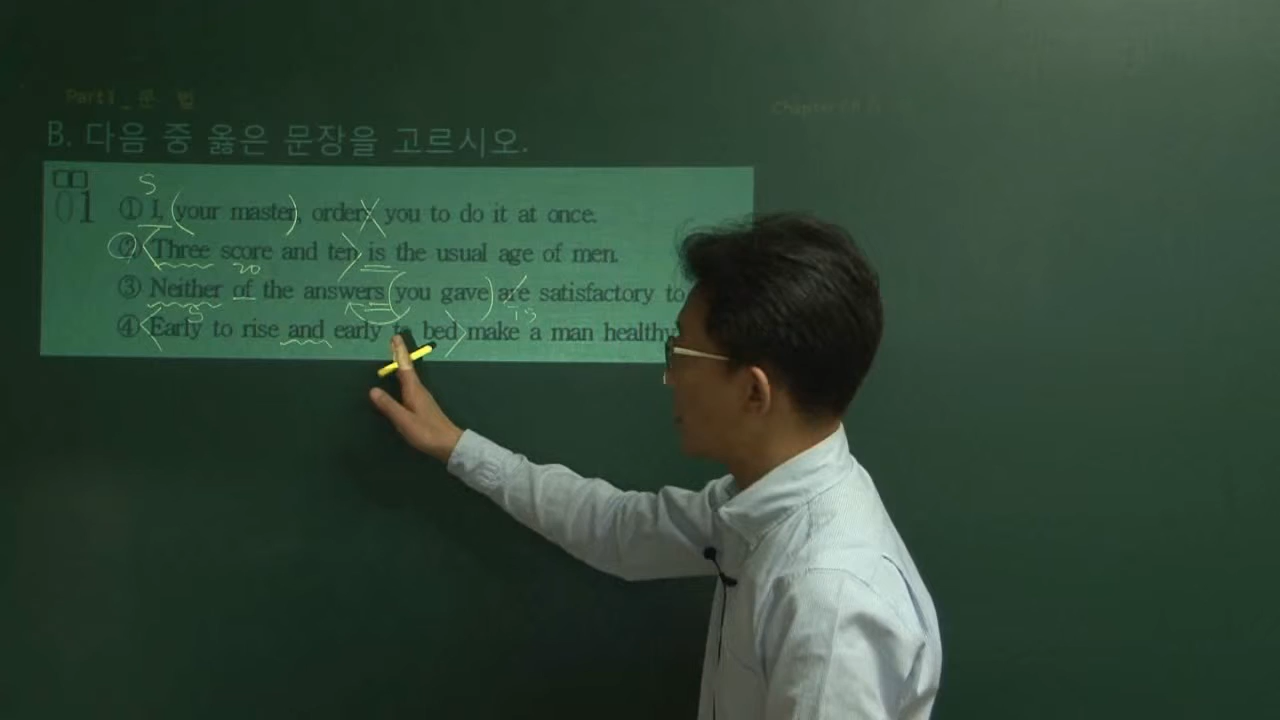 Part1_문 법
Chapter
B. 다음 중 옳은 문장을 고르시오.
01
S
① I, (your master), orders you to do it at once.
② Three score and ten is the usual age of men.
20
③ Neither of the answers (you gave) are satisfactory to
is
④ Early to rise and early to bed make a man healthy